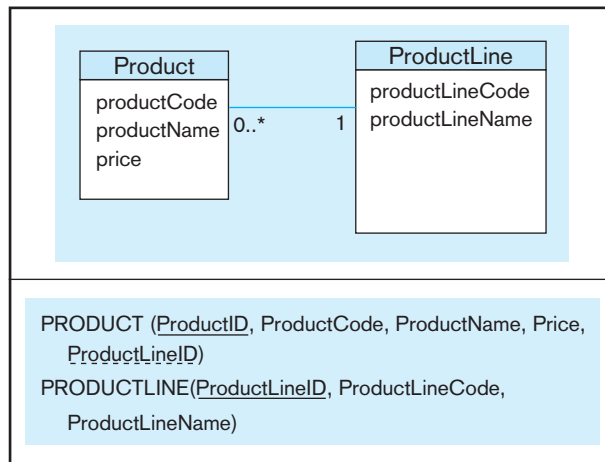 Product
productCode
productName
price
0..*
1
ProductLine
productLineCode
productLineName
PRODUCT (ProductID, ProductCode, ProductName, Price,
ProductLineID)
PRODUCTLINE(ProductLineID, ProductLineCode,
ProductLineName)